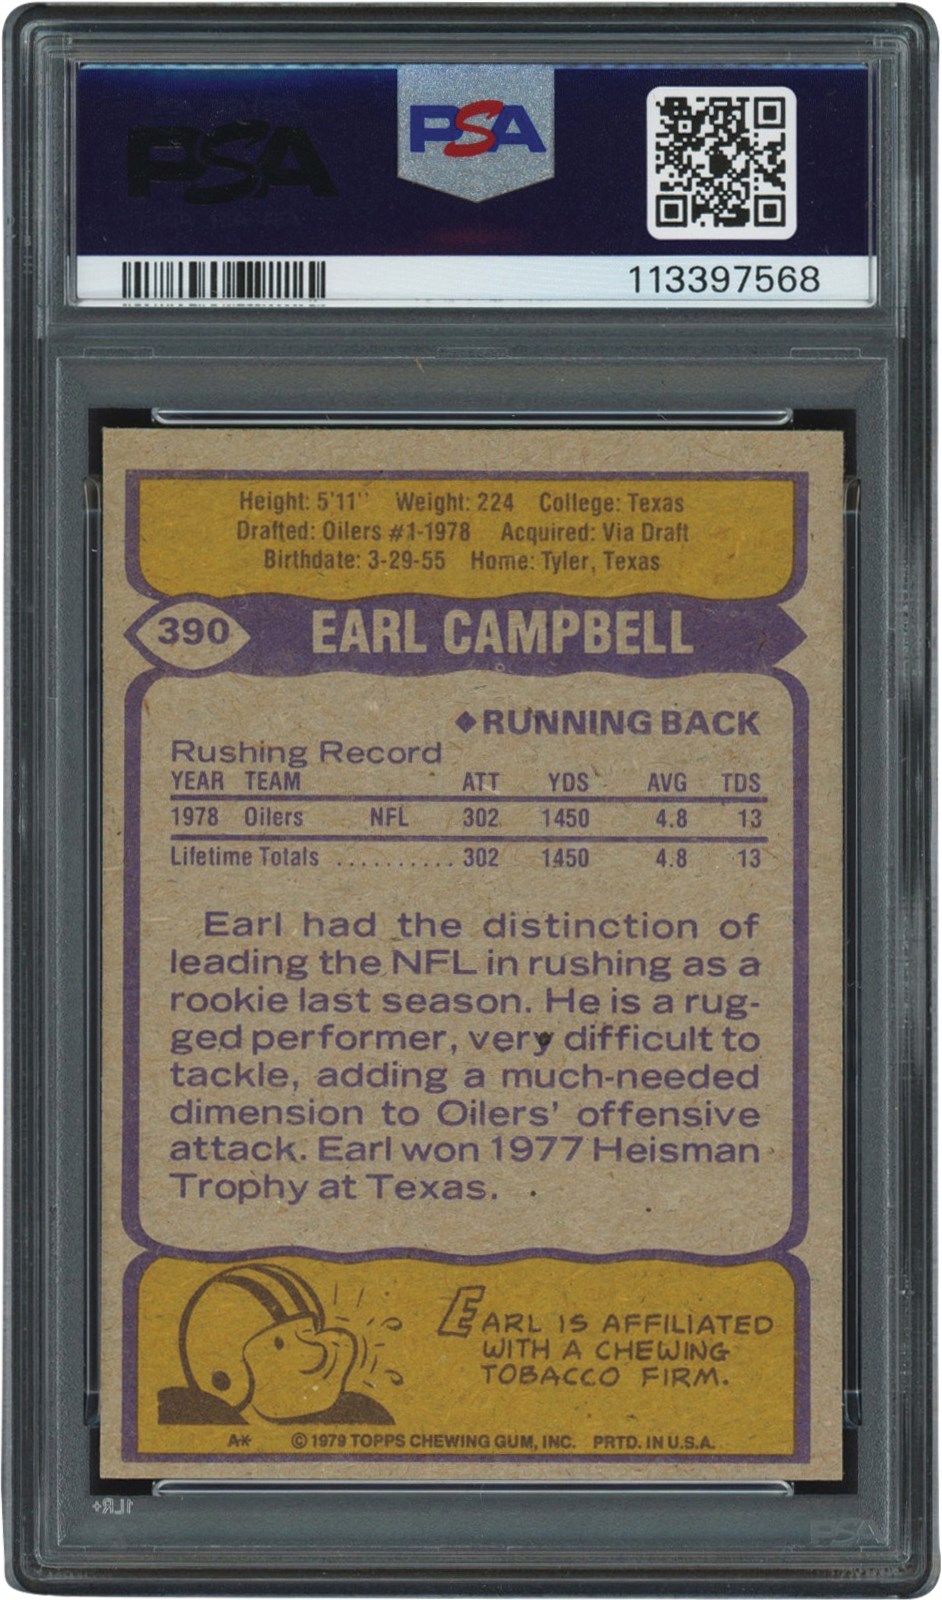 PSA
PSA
113397568
Height: 5'11" Weight: 224 College: Texas
Drafted: Oilers #1-1978 Acquired: Via Draft
Birthdate: 3-29-55 Home: Tyler, Texas
390 EARL CAMPBELL
◆RUNNING BACK
Rushing Record
YEAR TEAM ATT YDS AVG TDS
1978 Oilers NFL 302 1450 4.8 13
Lifetime Totals .......... 302 1450 4.8 13
Earl had the distinction of
leading the NFL in rushing as a
rookie last season. He is a rug-
ged performer, very difficult to
tackle, adding a much-needed
dimension to Oilers' offensive
attack. Earl won 1977 Heisman
Trophy at Texas.
EARL IS AFFILIATED
WITH A CHEWING
TOBACCO FIRM.
A* ©1979 TOPPS CHEWING GUM, INC. PRTD. IN U.S.A.
1LR+
PSA